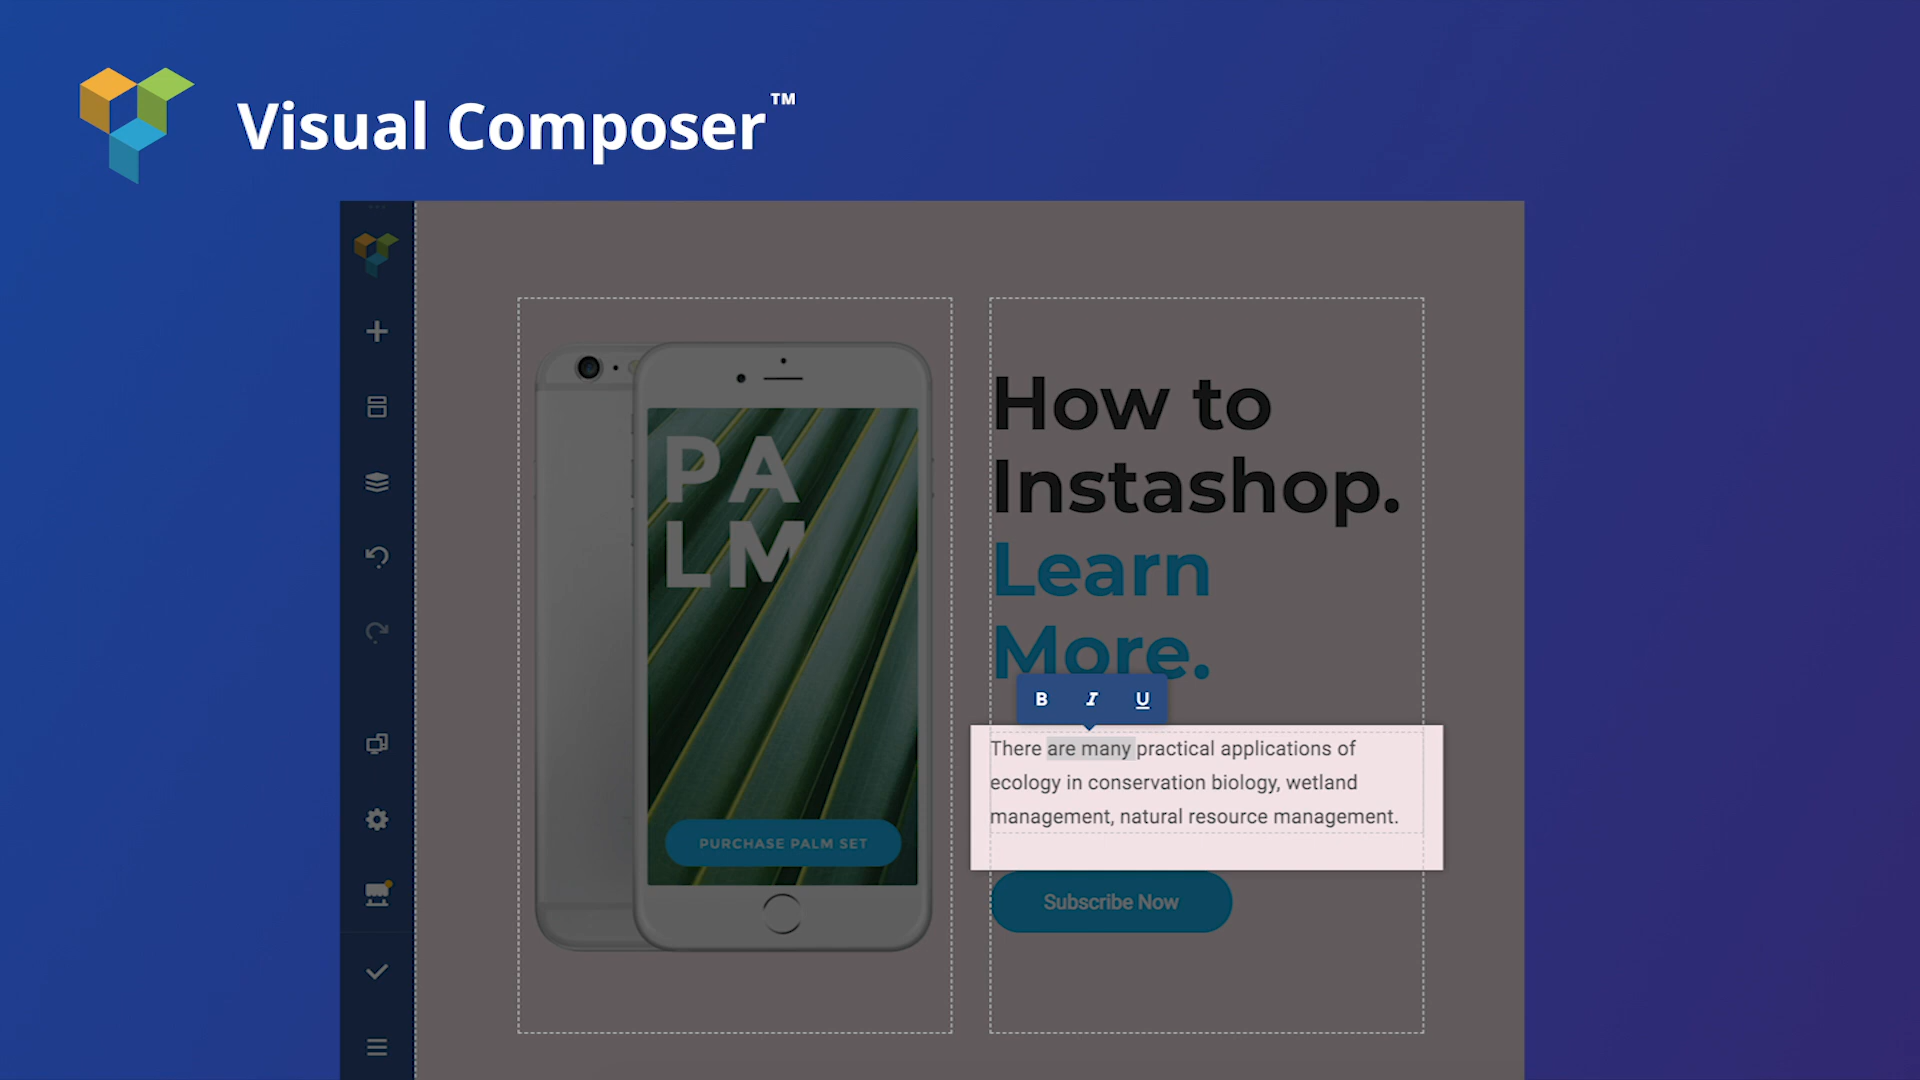 Visual Composer™
PA
LM
PURCHASE PALM SET
How to
Instashop.
Learn
More.
B I U
There are many practical applications of
ecology in conservation biology, wetland
management, natural resource management.
Subscribe Now